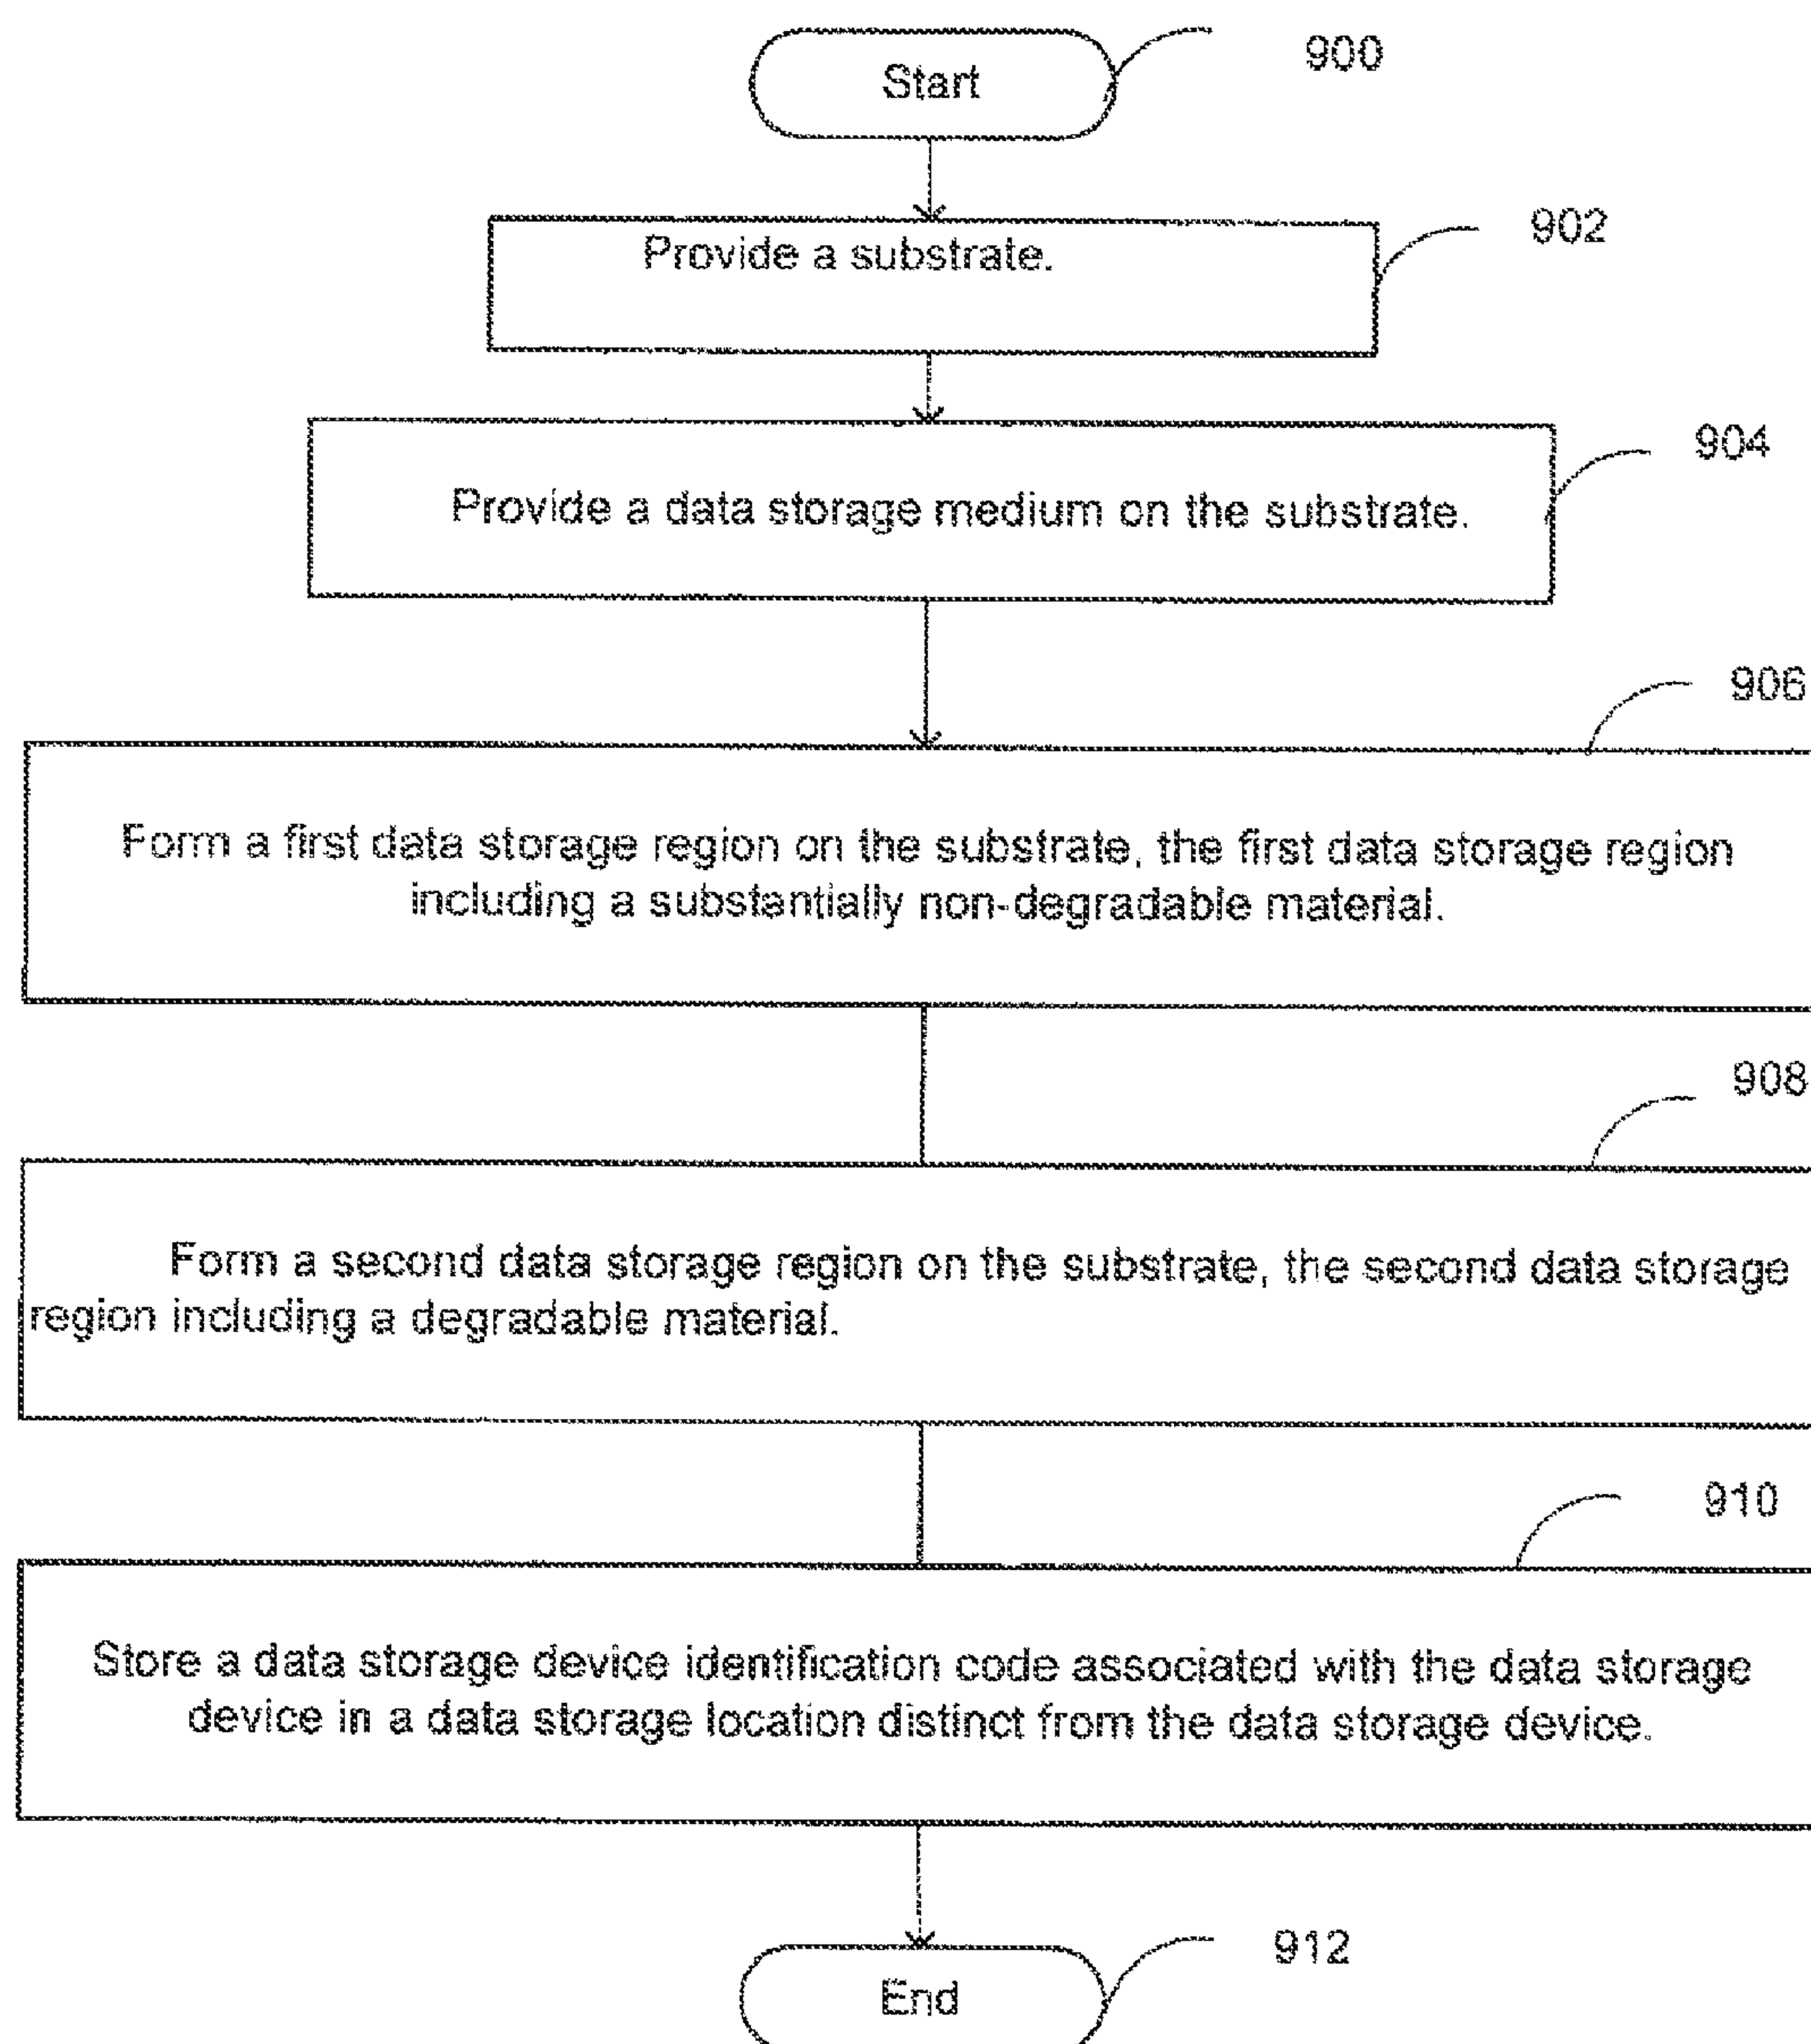 Start
900
Provide a substrate.
902
Provide a data storage medium on the substrate.
904
906
Form a first data storage region on the substrate, the first data storage region
including a substantially non-degradable material.
908
Form a second data storage region on the substrate, the second data storage
region including a degradable material.
910
Store a data storage device identification code associated with the data storage
device in a data storage location distinct from the data storage device.
End
912